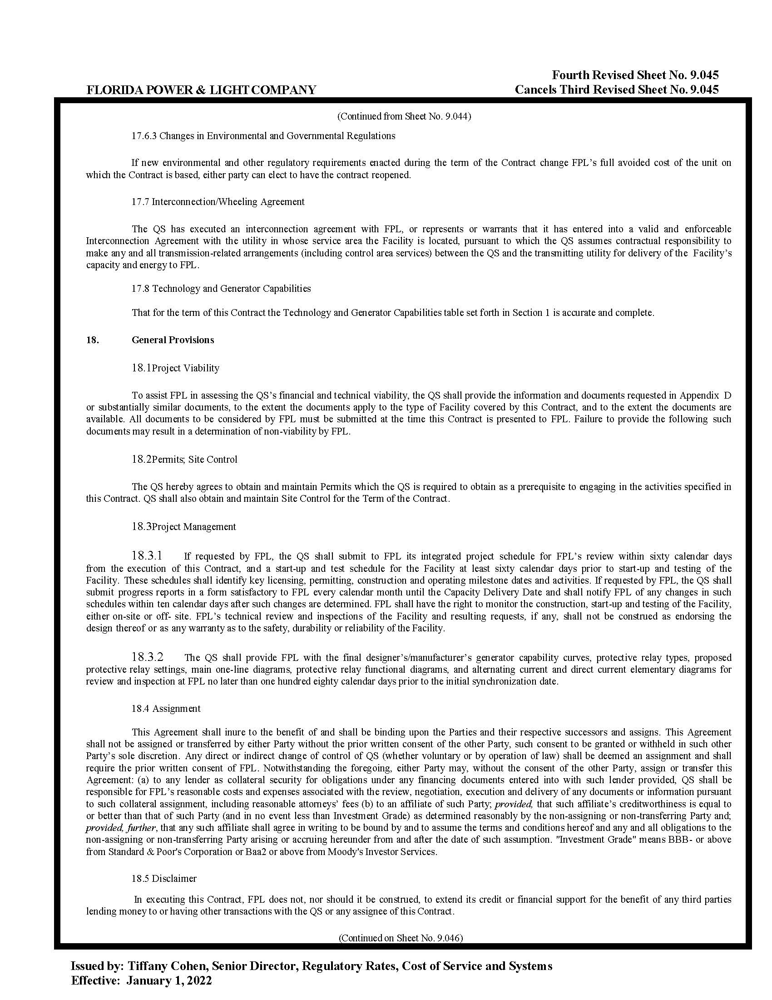 Fourth Revised Sheet No. 9.045
FLORIDA POWER & LIGHT COMPANY
Cancels Third Revised Sheet No. 9.045
(Continued from Sheet No. 9.044)
17.6.3 Changes in Environmental and Governmental Regulations
If new environmental and other regulatory requirements enacted during the term of the Contract change FPL’s full avoided cost of the unit on
which the Contract is based, either party can elect to have the contract reopened.
17.7 Interconnection/Wheeling Agreement
The QS has executed an interconnection agreement with FPL, or represents or warrants that it has entered into a valid and enforceable
Interconnection Agreement with the utility in whose service area the Facility is located, pursuant to which the QS assumes contractual responsibility to
make any and all transmission-related arrangements (including control area services) between the QS and the transmitting utility for delivery of the Facility’s
capacity and energy to FPL.
17.8 Technology and Generator Capabilities
That for the term of this Contract the Technology and Generator Capabilities table set forth in Section 1 is accurate and complete.
18. General Provisions
18.1Project Viability
To assist FPL in assessing the QS’s financial and technical viability, the QS shall provide the information and documents requested in Appendix D
or substantially similar documents, to the extent the documents apply to the type of Facility covered by this Contract, and to the extent the documents are
available. All documents to be considered by FPL must be submitted at the time this Contract is presented to FPL. Failure to provide the following such
documents may result in a determination of non-viability by FPL.
18.2Permits; Site Control
The QS hereby agrees to obtain and maintain Permits which the QS is required to obtain as a prerequisite to engaging in the activities specified in
this Contract. QS shall also obtain and maintain Site Control for the Term of the Contract.
18.3Project Management
18.3.1 If requested by FPL, the QS shall submit to FPL its integrated project schedule for FPL’s review within sixty calendar days
from the execution of this Contract, and a start-up and test schedule for the Facility at least sixty calendar days prior to start-up and testing of the
Facility. These schedules shall identify key licensing, permitting, construction and operating milestone dates and activities. If requested by FPL, the QS shall
submit progress reports in a form satisfactory to FPL every calendar month until the Capacity Delivery Date and shall notify FPL of any changes in such
schedules within ten calendar days after such changes are determined. FPL shall have the right to monitor the construction, start-up and testing of the Facility,
either on-site or off- site. FPL’s technical review and inspections of the Facility and resulting requests, if any, shall not be construed as endorsing the
design thereof or as any warranty as to the safety, durability or reliability of the Facility.
18.3.2 The QS shall provide FPL with the final designer’s/manufacturer’s generator capability curves, protective relay types, proposed
protective relay settings, main one-line diagrams, protective relay functional diagrams, and alternating current and direct current elementary diagrams for
review and inspection at FPL no later than one hundred eighty calendar days prior to the initial synchronization date.
18.4 Assignment
This Agreement shall inure to the benefit of and shall be binding upon the Parties and their respective successors and assigns. This Agreement
shall not be assigned or transferred by either Party without the prior written consent of the other Party, such consent to be granted or withheld in such other
Party’s sole discretion. Any direct or indirect change of control of QS (whether voluntary or by operation of law) shall be deemed an assignment and shall
require the prior written consent of FPL. Notwithstanding the foregoing, either Party may, without the consent of the other Party, assign or transfer this
Agreement: (a) to any lender as collateral security for obligations under any financing documents entered into with such lender provided, QS shall be
responsible for FPL’s reasonable costs and expenses associated with the review, negotiation, execution and delivery of any documents or information pursuant
to such collateral assignment, including reasonable attorneys’ fees (b) to an affiliate of such Party; provided, that such affiliate’s creditworthiness is equal to
or better than that of such Party (and in no event less than Investment Grade) as determined reasonably by the non-assigning or non-transferring Party and;
provided, further, that any such affiliate shall agree in writing to be bound by and to assume the terms and conditions hereof and any and all obligations to the
non-assigning or non-transferring Party arising or accruing hereunder from and after the date of such assumption. "Investment Grade" means BBB- or above
from Standard & Poor's Corporation or Baa2 or above from Moody's Investor Services.
18.5 Disclaimer
In executing this Contract, FPL does not, nor should it be construed, to extend its credit or financial support for the benefit of any third parties
lending money to or having other transactions with the QS or any assignee of this Contract.
(Continued on Sheet No. 9.046)
Issued by: Tiffany Cohen, Senior Director, Regulatory Rates, Cost of Service and Systems
Effective: January 1, 2022